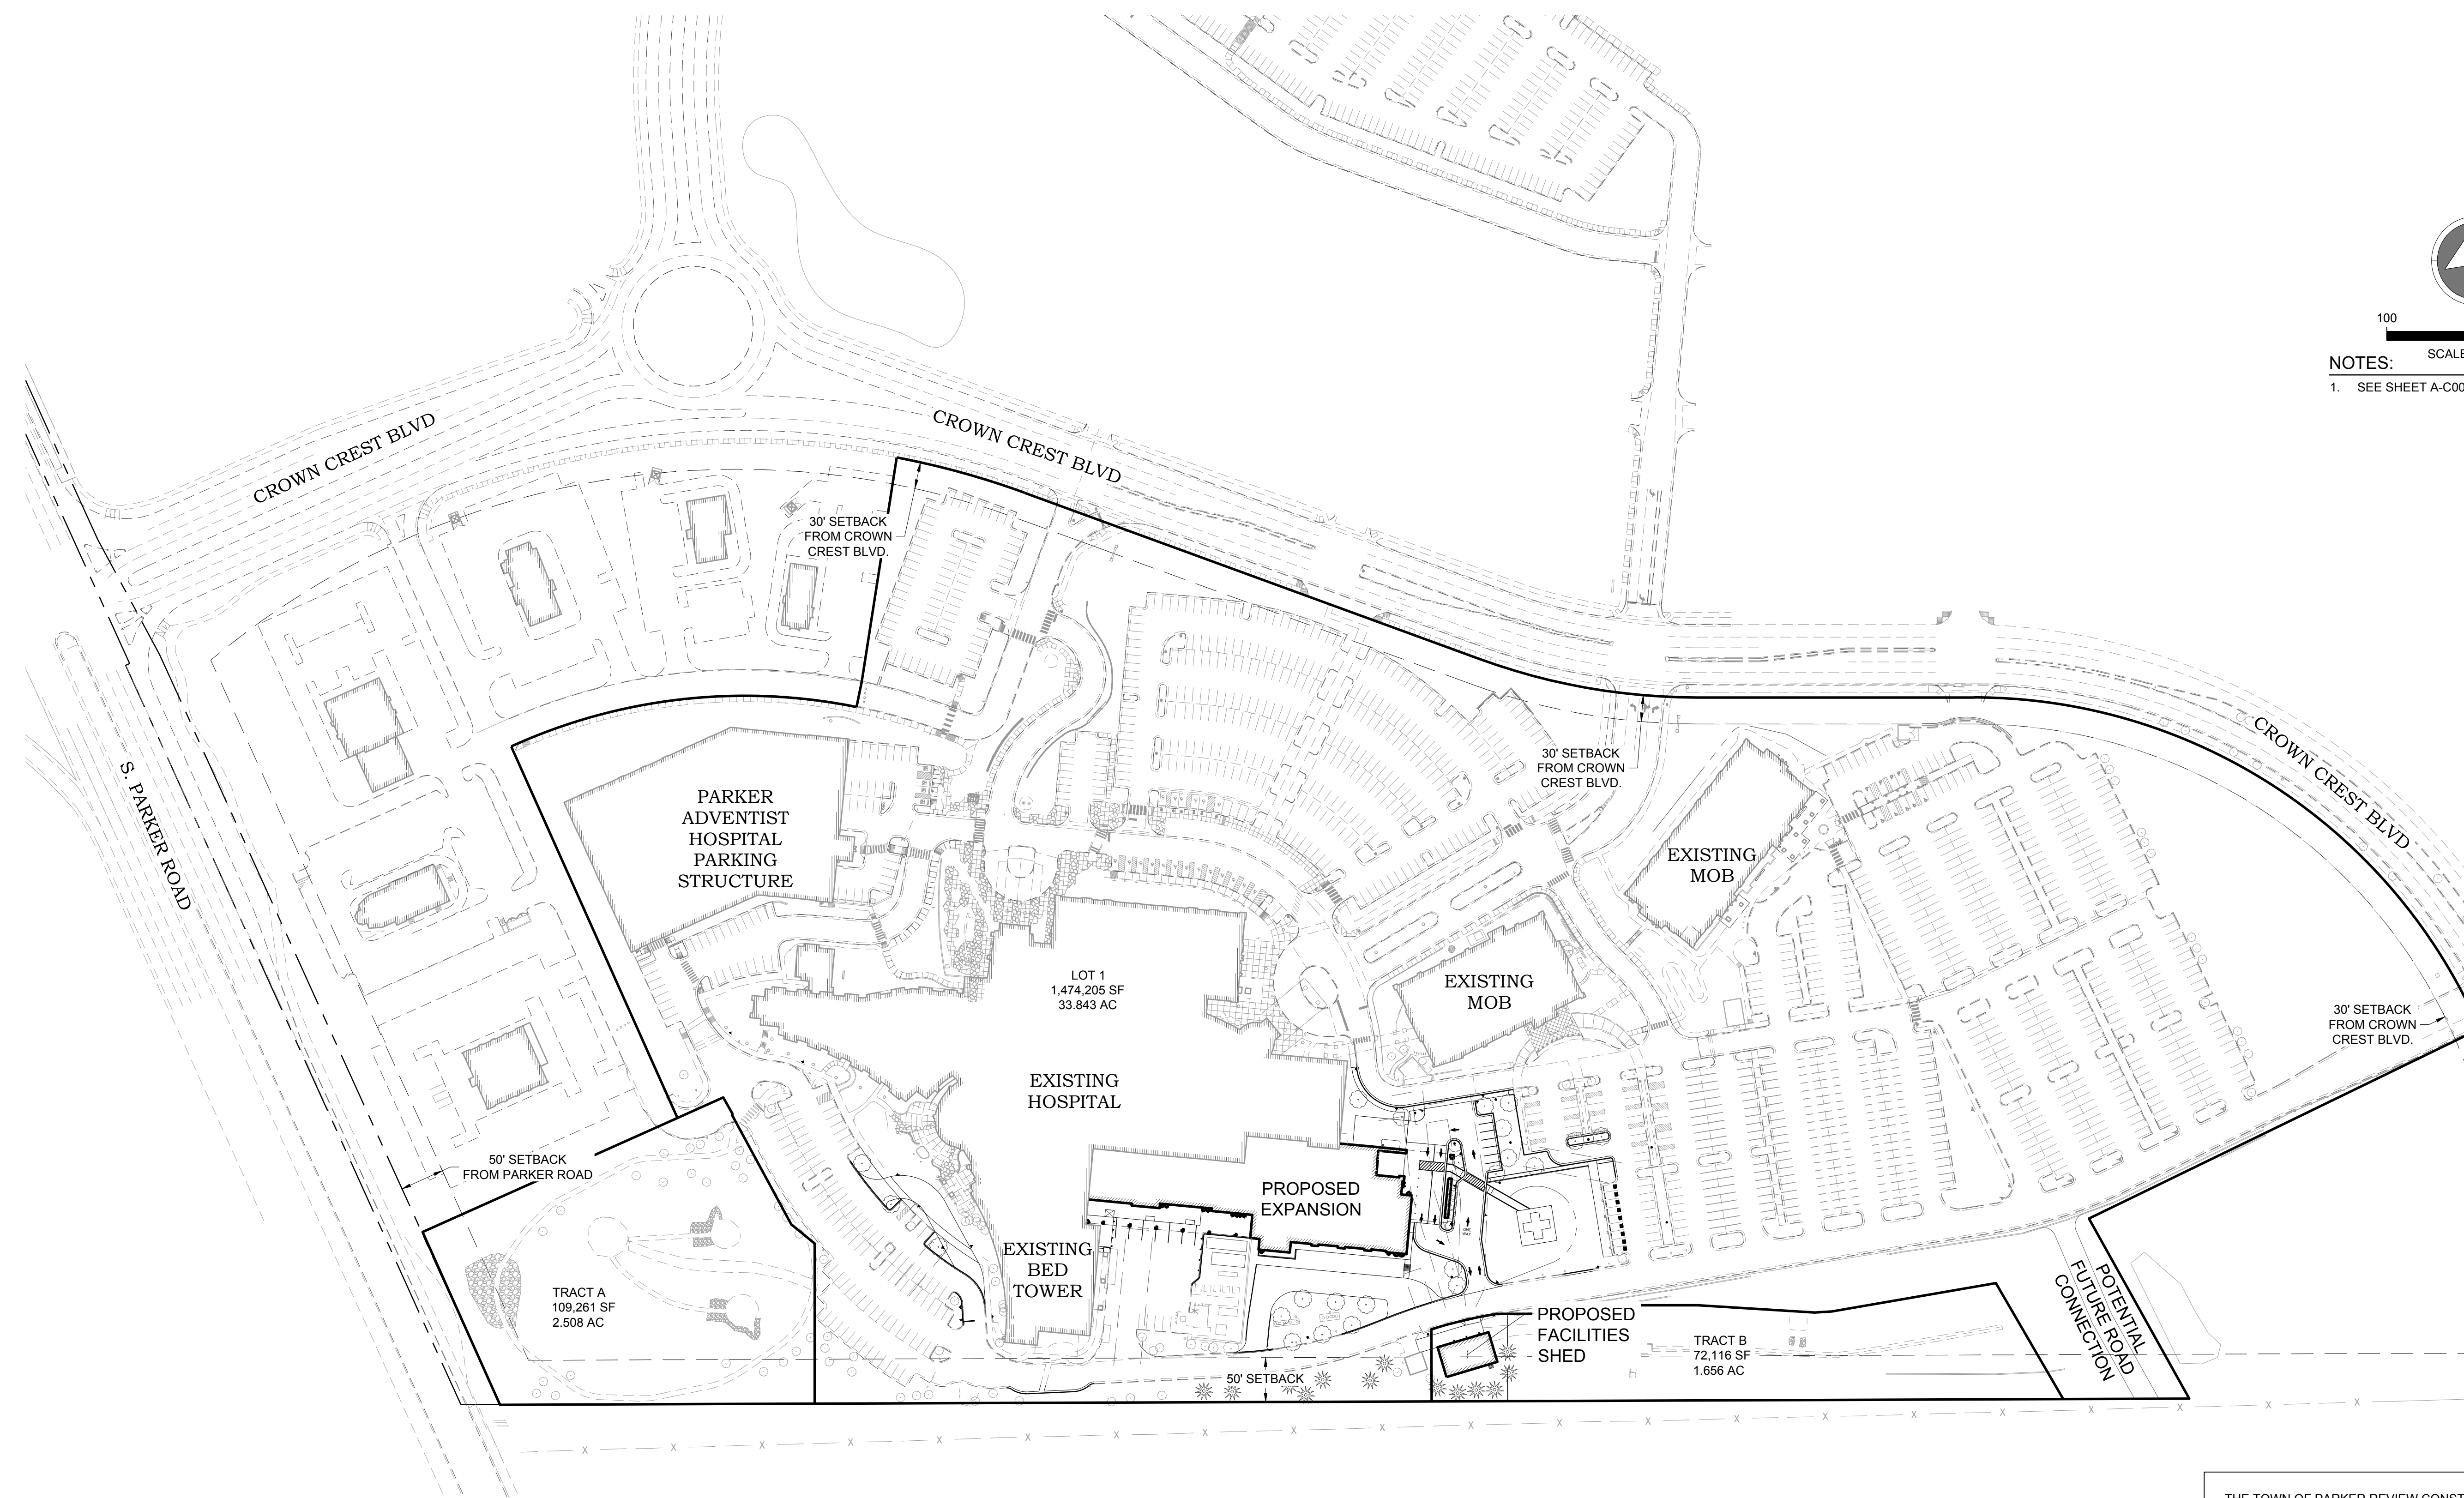 100
SCALE
NOTES:
1. SEE SHEET A-C00
CROWN CREST BLVD
CROWN CREST BLVD
30' SETBACK
FROM CROWN
CREST BLVD.
S. PARKER ROAD
PARKER
ADVENTIST
HOSPITAL
PARKING
STRUCTURE
30' SETBACK
FROM CROWN
CREST BLVD.
CROWN CREST BLVD
EXISTING
MOB
EXISTING
MOB
LOT 1
1,474,205 SF
33.843 AC
30' SETBACK
FROM CROWN
CREST BLVD.
EXISTING
HOSPITAL
50' SETBACK
FROM PARKER ROAD
PROPOSED
EXPANSION
ONE
WAY
EXISTING
BED
TOWER
TRACT A
109,261 SF
2.508 AC
PROPOSED
FACILITIES
SHED
TRACT B
72,116 SF
1.656 AC
POTENTIAL
FUTURE ROAD
CONNECTION
50' SETBACK